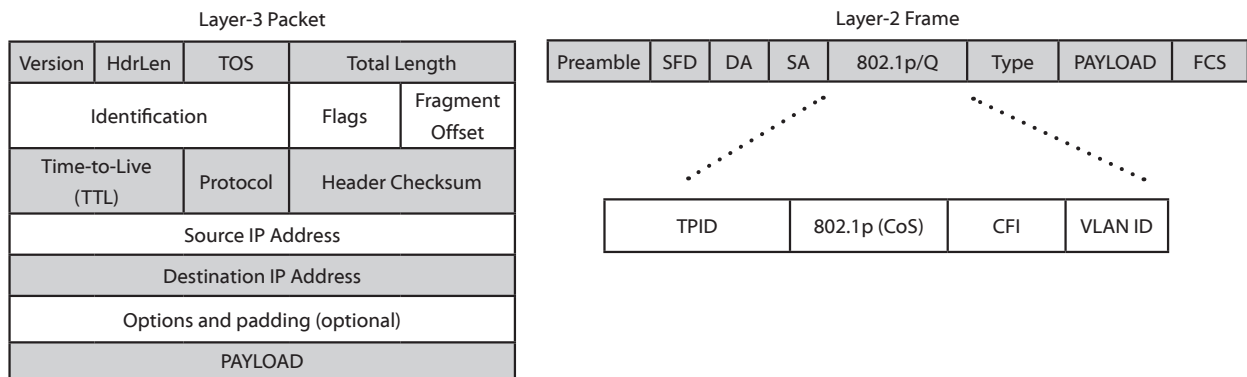 Layer-3 Packet
Version HdrLen TOS Total Length
Identification Flags Fragment
Offset
Time-to-Live
(TTL) Protocol Header Checksum
Source IP Address
Destination IP Address
Options and padding (optional)
PAYLOAD
Layer-2 Frame
Preamble SFD DA SA 802.1p/Q Type PAYLOAD FCS
TPID 802.1p (CoS) CFI VLAN ID